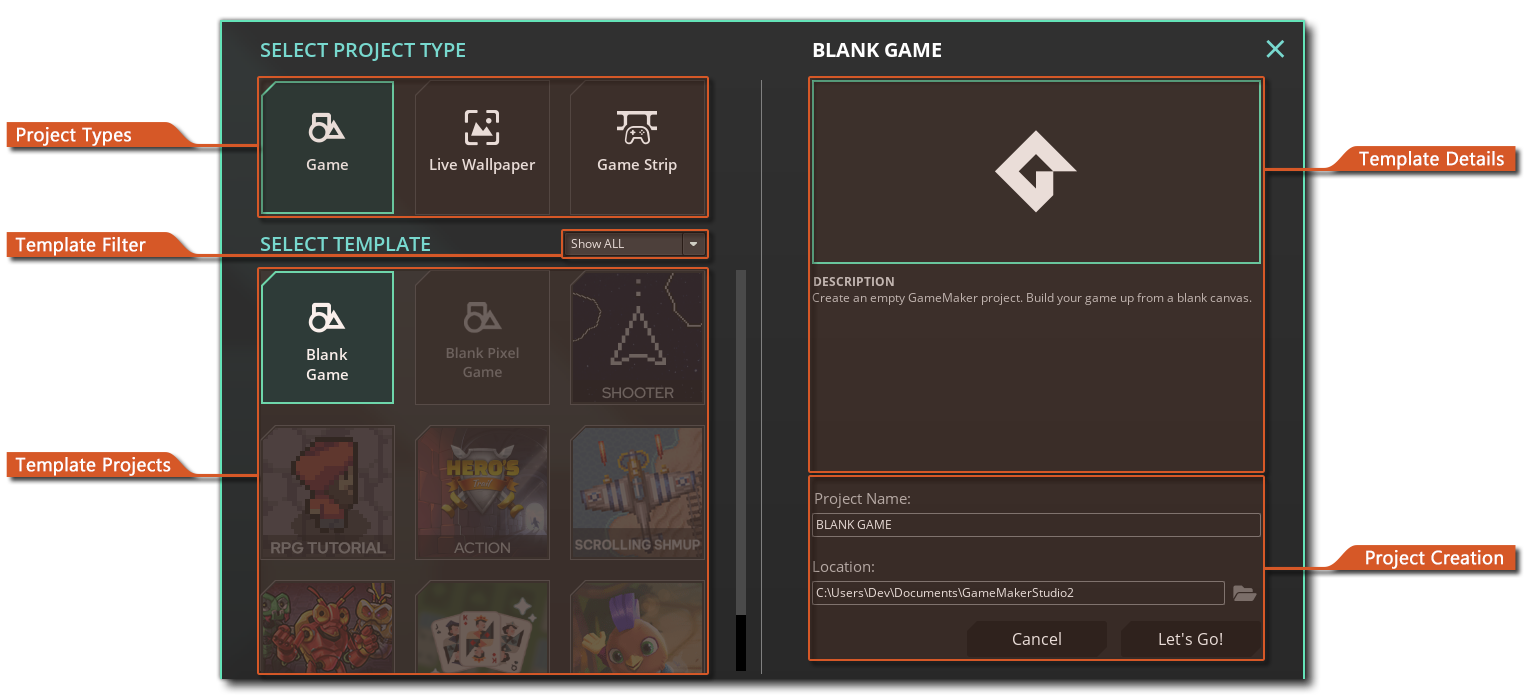 SELECT PROJECT TYPE
Project Types
Game
Live Wallpaper
Game Strip
Template Filter
SELECT TEMPLATE
Show ALL
Template Projects
Blank
Game
Blank Pixel
Game
SHOOTER
RPG TUTORIAL
HERO'S
Trail
ACTION
SCROLLING SHMUP
BLANK GAME
Template Details
DESCRIPTION
Create an empty GameMaker project. Build your game up from a blank canvas.
Project Name:
BLANK GAME
Project Creation
Location:
C:\Users\Dev\Documents\GameMakerStudio2
Cancel
Let's Go!